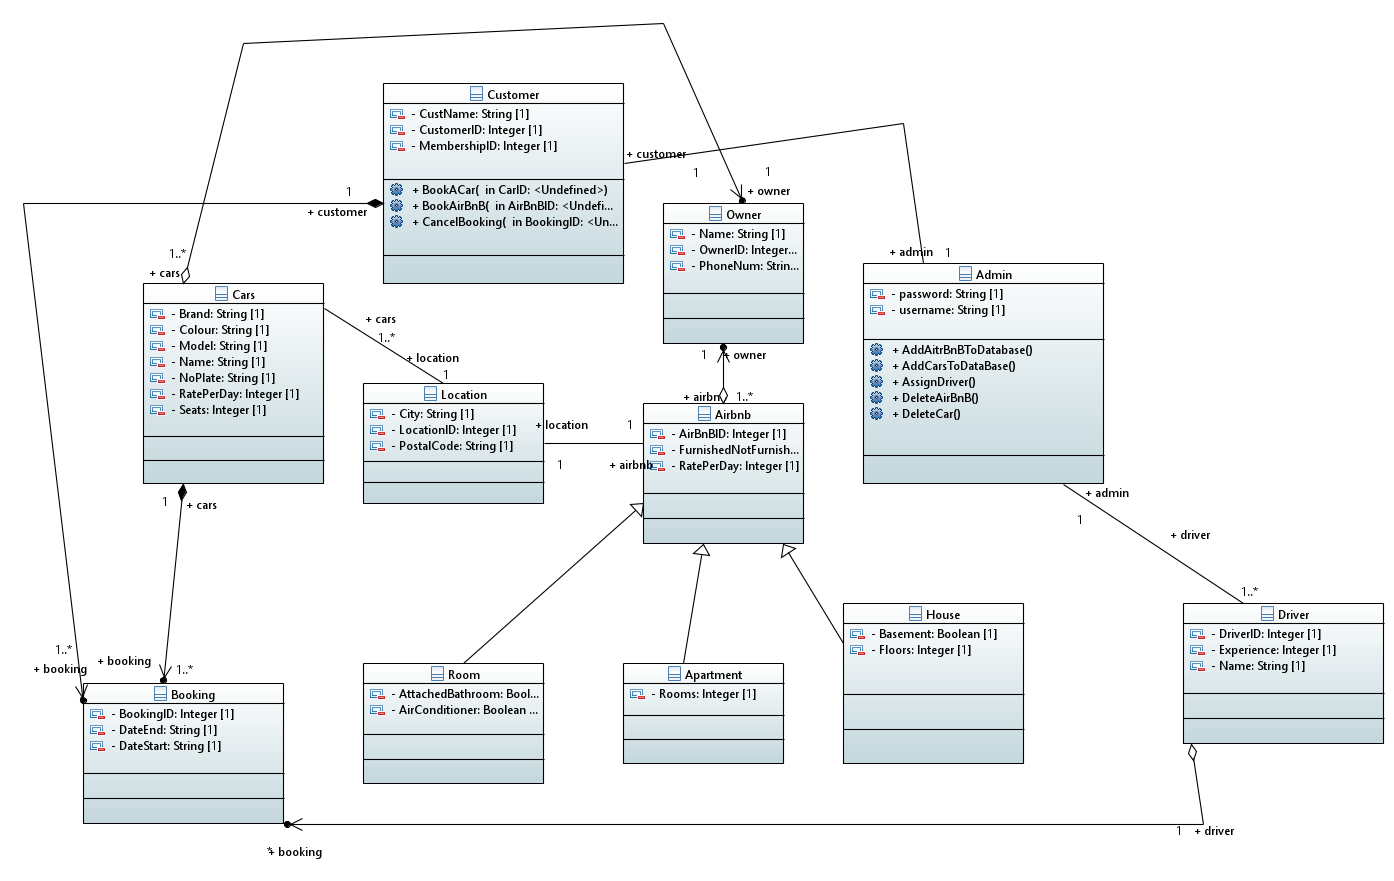 Customer
- CustName: String [1]
- CustomerID: Integer [1]
- MembershipID: Integer [1]
+ BookACar( in CarID: <Undefined>)
+ BookAirBnB( in AirBnBID: <Undefi...
+ CancelBooking( in BookingID: <Un...
+ customer
1
1
+ owner
1
+ customer
Owner
- Name: String [1]
- OwnerID: Integer...
- PhoneNum: Strin...
1..*
+ cars
+ admin
1
Admin
- password: String [1]
- username: String [1]
+ AddAitrBnBToDatabase()
+ AddCarsToDataBase()
+ AssignDriver()
+ DeleteAirBnB()
+ DeleteCar()
Cars
- Brand: String [1]
- Colour: String [1]
- Model: String [1]
- Name: String [1]
- NoPlate: String [1]
- RatePerDay: Integer [1]
- Seats: Integer [1]
+ cars
1..*
+ location
1
1
+ owner
+ airbn
1..*
Location
- City: String [1]
- LocationID: Integer [1]
- PostalCode: String [1]
+ location
1
1
+ airbnb
Airbnb
- AirBnBID: Integer [1]
- FurnishedNotFurnish...
- RatePerDay: Integer [1]
1
+ cars
+ admin
1
+ driver
1..*
House
- Basement: Boolean [1]
- Floors: Integer [1]
Driver
- DriverID: Integer [1]
- Experience: Integer [1]
- Name: String [1]
1..*
+ booking
+ booking
1..*
Room
- AttachedBathroom: Bool...
- AirConditioner: Boolean ...
Apartment
- Rooms: Integer [1]
Booking
- BookingID: Integer [1]
- DateEnd: String [1]
- DateStart: String [1]
1
+ driver
*
+ booking